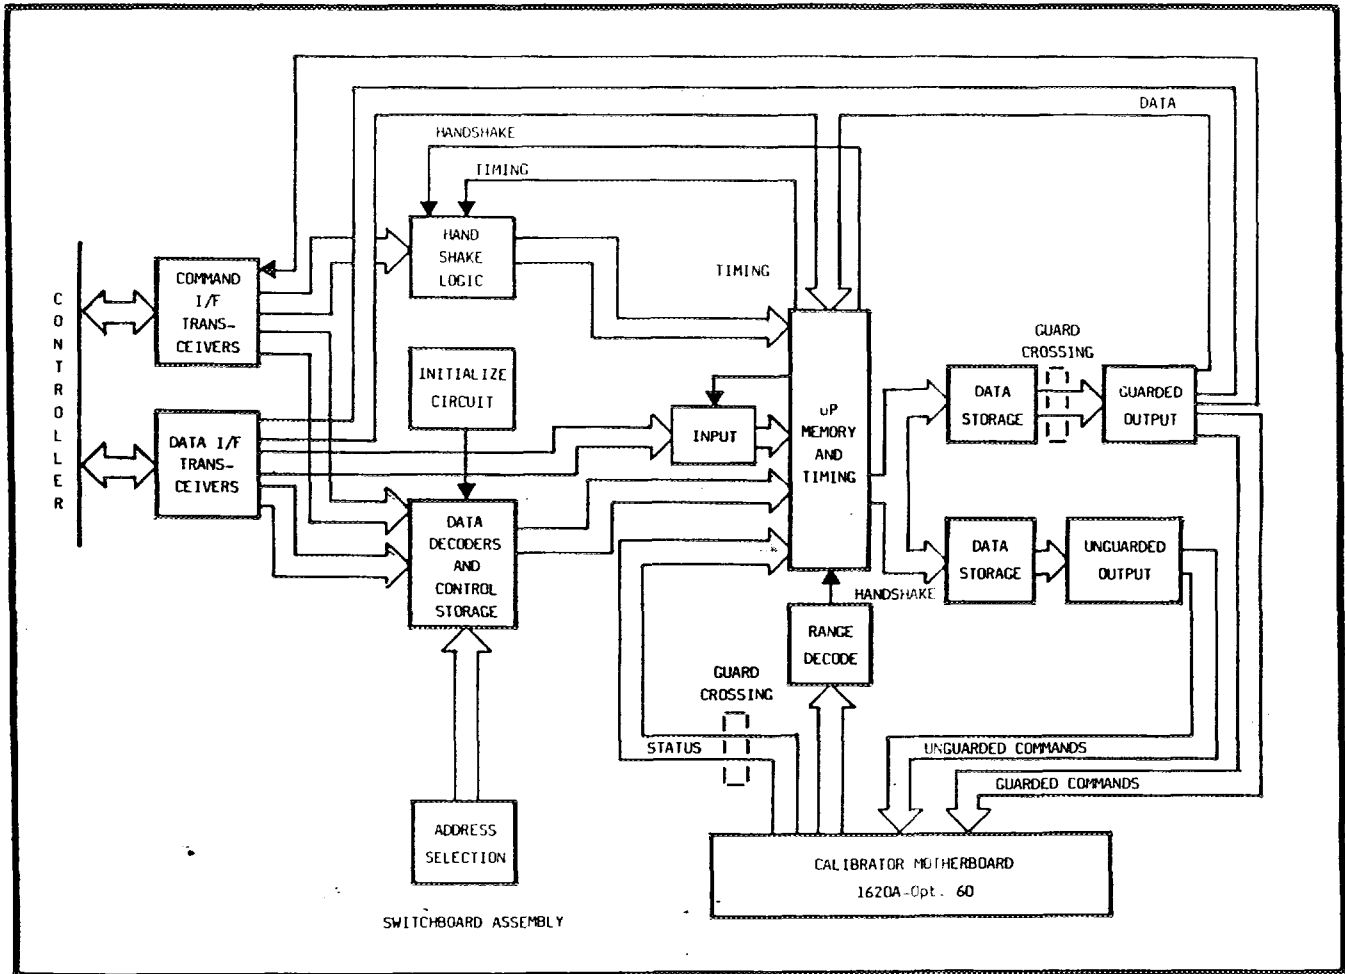 DATA
HANDSHAKE
TIMING
HAND
SHAKE
LOGIC
TIMING
COMMAND
I/F
TRANS-
CEIVERS
CONTROLLER
GUARD
CROSSING
INITIALIZE
CIRCUIT
DATA
STORAGE
GUARDED
OUTPUT
INPUT
uP
MEMORY
AND
TIMING
DATA I/F
TRANS-
CEIVERS
DATA
DECODERS
AND
CONTROL
STORAGE
DATA
STORAGE
UNGUARDED
OUTPUT
HANDSHAKE
RANGE
DECODE
GUARD
CROSSING
STATUS
UNGUARDED COMMANDS
GUARDED COMMANDS
ADDRESS
SELECTION
CALIBRATOR MOTHERBOARD
1620A-Opt. 60
SWITCHBOARD ASSEMBLY